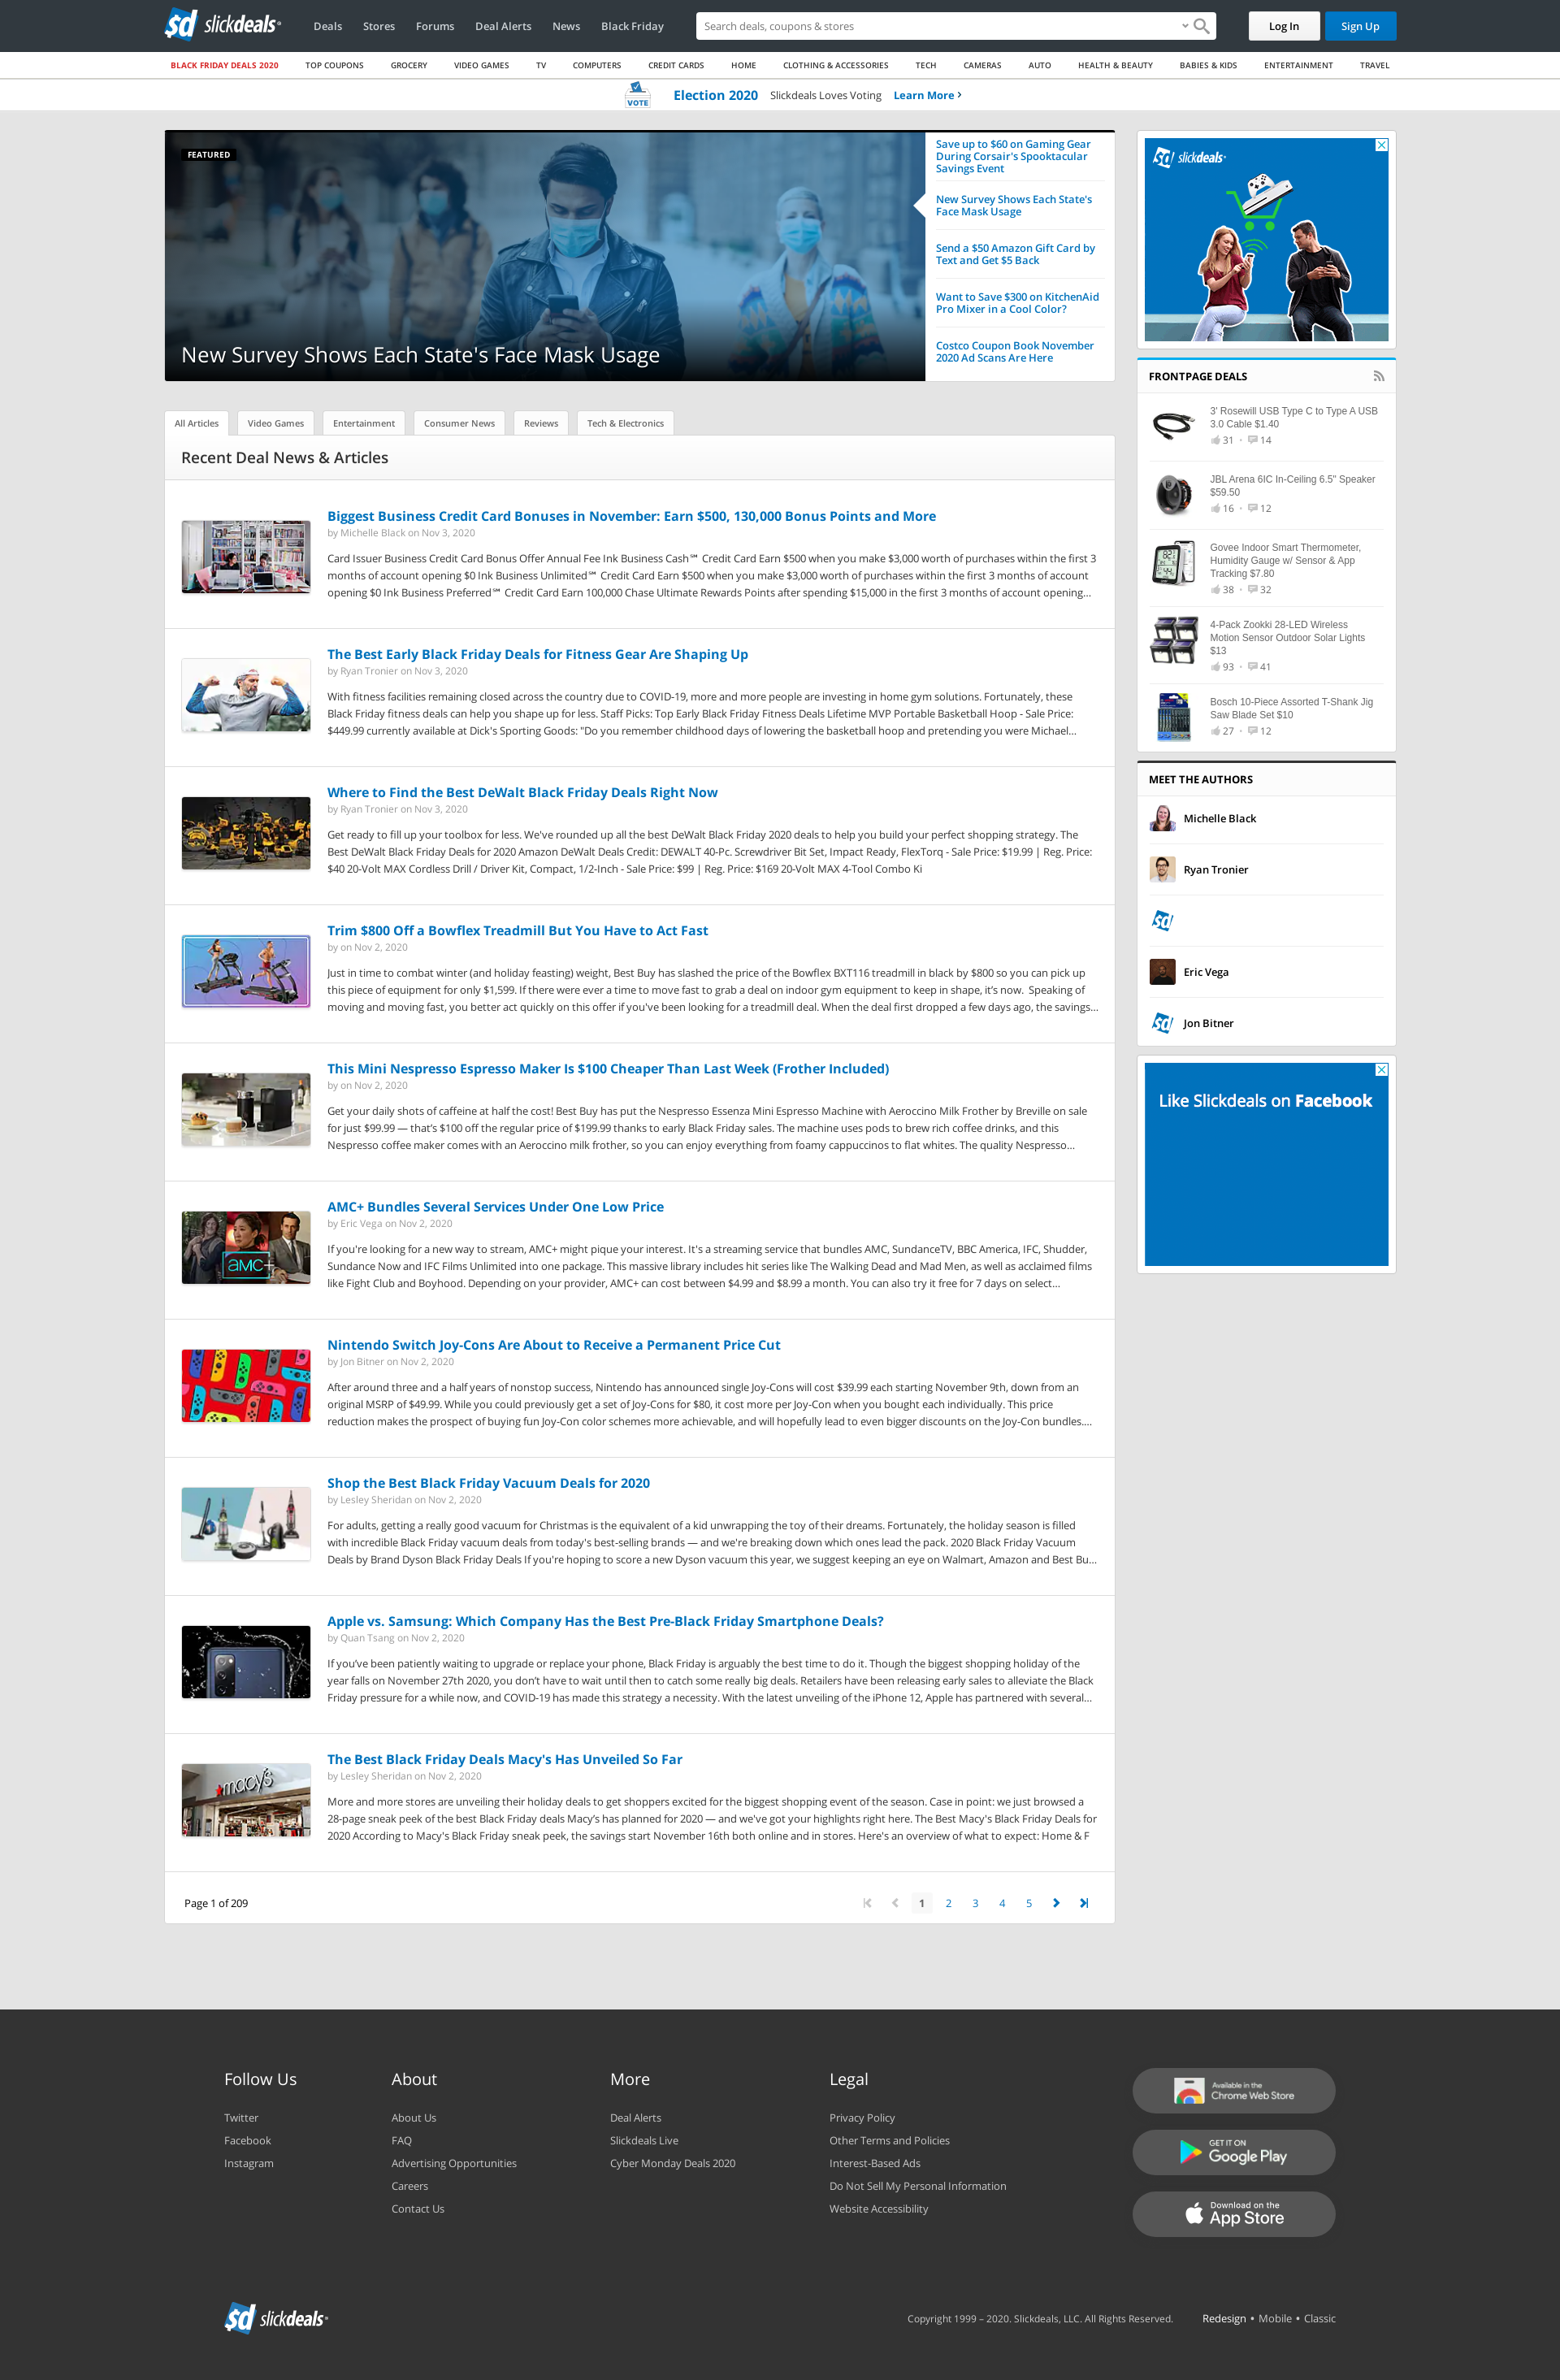 sd slickdeals
Deals Stores Forums Deal Alerts News Black Friday
Search deals, coupons & stores
Log In
Sign Up
BLACK FRIDAY DEALS 2020 TOP COUPONS GROCERY VIDEO GAMES TV COMPUTERS CREDIT CARDS HOME CLOTHING & ACCESSORIES TECH CAMERAS AUTO HEALTH & BEAUTY BABIES & KIDS ENTERTAINMENT TRAVEL
VOTE
Election 2020 Slickdeals Loves Voting Learn More
FEATURED
New Survey Shows Each State's Face Mask Usage
Save up to $60 on Gaming Gear
During Corsair's Spooktacular
Savings Event
New Survey Shows Each State's
Face Mask Usage
Send a $50 Amazon Gift Card by
Text and Get $5 Back
Want to Save $300 on KitchenAid
Pro Mixer in a Cool Color?
Costco Coupon Book November
2020 Ad Scans Are Here
All Articles
Video Games
Entertainment
Consumer News
Reviews
Tech & Electronics
Recent Deal News & Articles
Biggest Business Credit Card Bonuses in November: Earn $500, 130,000 Bonus Points and More
by Michelle Black on Nov 3, 2020
Card Issuer Business Credit Card Bonus Offer Annual Fee Ink Business Cash℠ Credit Card Earn $500 when you make $3,000 worth of purchases within the first 3
months of account opening $0 Ink Business Unlimited℠ Credit Card Earn $500 when you make $3,000 worth of purchases within the first 3 months of account
opening $0 Ink Business Preferred℠ Credit Card Earn 100,000 Chase Ultimate Rewards Points after spending $15,000 in the first 3 months of account opening...
The Best Early Black Friday Deals for Fitness Gear Are Shaping Up
by Ryan Tronier on Nov 3, 2020
With fitness facilities remaining closed across the country due to COVID-19, more and more people are investing in home gym solutions. Fortunately, these
Black Friday fitness deals can help you shape up for less. Staff Picks: Top Early Black Friday Fitness Deals Lifetime MVP Portable Basketball Hoop - Sale Price:
$449.99 currently available at Dick's Sporting Goods: "Do you remember childhood days of lowering the basketball hoop and pretending you were Michael...
Where to Find the Best DeWalt Black Friday Deals Right Now
by Ryan Tronier on Nov 3, 2020
Get ready to fill up your toolbox for less. We've rounded up all the best DeWalt Black Friday 2020 deals to help you build your perfect shopping strategy. The
Best DeWalt Black Friday Deals for 2020 Amazon DeWalt Deals Credit: DEWALT 40-Pc. Screwdriver Bit Set, Impact Ready, FlexTorq - Sale Price: $19.99 | Reg. Price:
$40 20-Volt MAX Cordless Drill / Driver Kit, Compact, 1/2-Inch - Sale Price: $99 | Reg. Price: $169 20-Volt MAX 4-Tool Combo Ki
Trim $800 Off a Bowflex Treadmill But You Have to Act Fast
by on Nov 2, 2020
Just in time to combat winter (and holiday feasting) weight, Best Buy has slashed the price of the Bowflex BXT116 treadmill in black by $800 so you can pick up
this piece of equipment for only $1,599. If there were ever a time to move fast to grab a deal on indoor gym equipment to keep in shape, it’s now. Speaking of
moving and moving fast, you better act quickly on this offer if you've been looking for a treadmill deal. When the deal first dropped a few days ago, the savings...
This Mini Nespresso Espresso Maker Is $100 Cheaper Than Last Week (Frother Included)
by on Nov 2, 2020
Get your daily shots of caffeine at half the cost! Best Buy has put the Nespresso Essenza Mini Espresso Machine with Aeroccino Milk Frother by Breville on sale
for just $99.99 — that’s $100 off the regular price of $199.99 thanks to early Black Friday sales. The machine uses pods to brew rich coffee drinks, and this
Nespresso coffee maker comes with an Aeroccino milk frother, so you can enjoy everything from foamy cappuccinos to flat whites. The quality Nespresso...
AMC+
AMC+ Bundles Several Services Under One Low Price
by Eric Vega on Nov 2, 2020
If you're looking for a new way to stream, AMC+ might pique your interest. It's a streaming service that bundles AMC, SundanceTV, BBC America, IFC, Shudder,
Sundance Now and IFC Films Unlimited into one package. This massive library includes hit series like The Walking Dead and Mad Men, as well as acclaimed films
like Fight Club and Boyhood. Depending on your provider, AMC+ can cost between $4.99 and $8.99 a month. You can also try it free for 7 days on select...
Nintendo Switch Joy-Cons Are About to Receive a Permanent Price Cut
by Jon Bitner on Nov 2, 2020
After around three and a half years of nonstop success, Nintendo has announced single Joy-Cons will cost $39.99 each starting November 9th, down from an
original MSRP of $49.99. While you could previously get a set of Joy-Cons for $80, it cost more per Joy-Con when you bought each individually. This price
reduction makes the prospect of buying fun Joy-Con color schemes more achievable, and will hopefully lead to even bigger discounts on the Joy-Con bundles....
Shop the Best Black Friday Vacuum Deals for 2020
by Lesley Sheridan on Nov 2, 2020
For adults, getting a really good vacuum for Christmas is the equivalent of a kid unwrapping the toy of their dreams. Fortunately, the holiday season is filled
with incredible Black Friday vacuum deals from today's best-selling brands — and we're breaking down which ones lead the pack. 2020 Black Friday Vacuum
Deals by Brand Dyson Black Friday Deals If you're hoping to score a new Dyson vacuum this year, we suggest keeping an eye on Walmart, Amazon and Best Bu...
Apple vs. Samsung: Which Company Has the Best Pre-Black Friday Smartphone Deals?
by Quan Tsang on Nov 2, 2020
If you’ve been patiently waiting to upgrade or replace your phone, Black Friday is arguably the best time to do it. Though the biggest shopping holiday of the
year falls on November 27th 2020, you don’t have to wait until then to catch some really big deals. Retailers have been releasing early sales to alleviate the Black
Friday pressure for a while now, and COVID-19 has made this strategy a necessity. With the latest unveiling of the iPhone 12, Apple has partnered with several...
macy's
The Best Black Friday Deals Macy's Has Unveiled So Far
by Lesley Sheridan on Nov 2, 2020
More and more stores are unveiling their holiday deals to get shoppers excited for the biggest shopping event of the season. Case in point: we just browsed a
28-page sneak peek of the best Black Friday deals Macy’s has planned for 2020 — and we've got your highlights right here. The Best Macy's Black Friday Deals for
2020 According to Macy's Black Friday sneak peek, the savings start November 16th both online and in stores. Here's an overview of what to expect: Home & F
Page 1 of 209
1 2 3 4 5
sd slickdeals
FRONTPAGE DEALS
3' Rosewill USB Type C to Type A USB
3.0 Cable $1.40
31 • 14
JBL Arena 6IC In-Ceiling 6.5" Speaker
$59.50
16 • 12
Govee Indoor Smart Thermometer,
Humidity Gauge w/ Sensor & App
Tracking $7.80
38 • 32
4-Pack Zookki 28-LED Wireless
Motion Sensor Outdoor Solar Lights
$13
93 • 41
Bosch 10-Piece Assorted T-Shank Jig
Saw Blade Set $10
27 • 12
MEET THE AUTHORS
Michelle Black
Ryan Tronier
sd
Eric Vega
sd
Jon Bitner
Like Slickdeals on Facebook
Follow Us
Twitter
Facebook
Instagram
About
About Us
FAQ
Advertising Opportunities
Careers
Contact Us
More
Deal Alerts
Slickdeals Live
Cyber Monday Deals 2020
Legal
Privacy Policy
Other Terms and Policies
Interest-Based Ads
Do Not Sell My Personal Information
Website Accessibility
Available in the
Chrome Web Store
GET IT ON
Google Play
Download on the
App Store
sd slickdeals
Copyright 1999 – 2020. Slickdeals, LLC. All Rights Reserved.
Redesign • Mobile • Classic